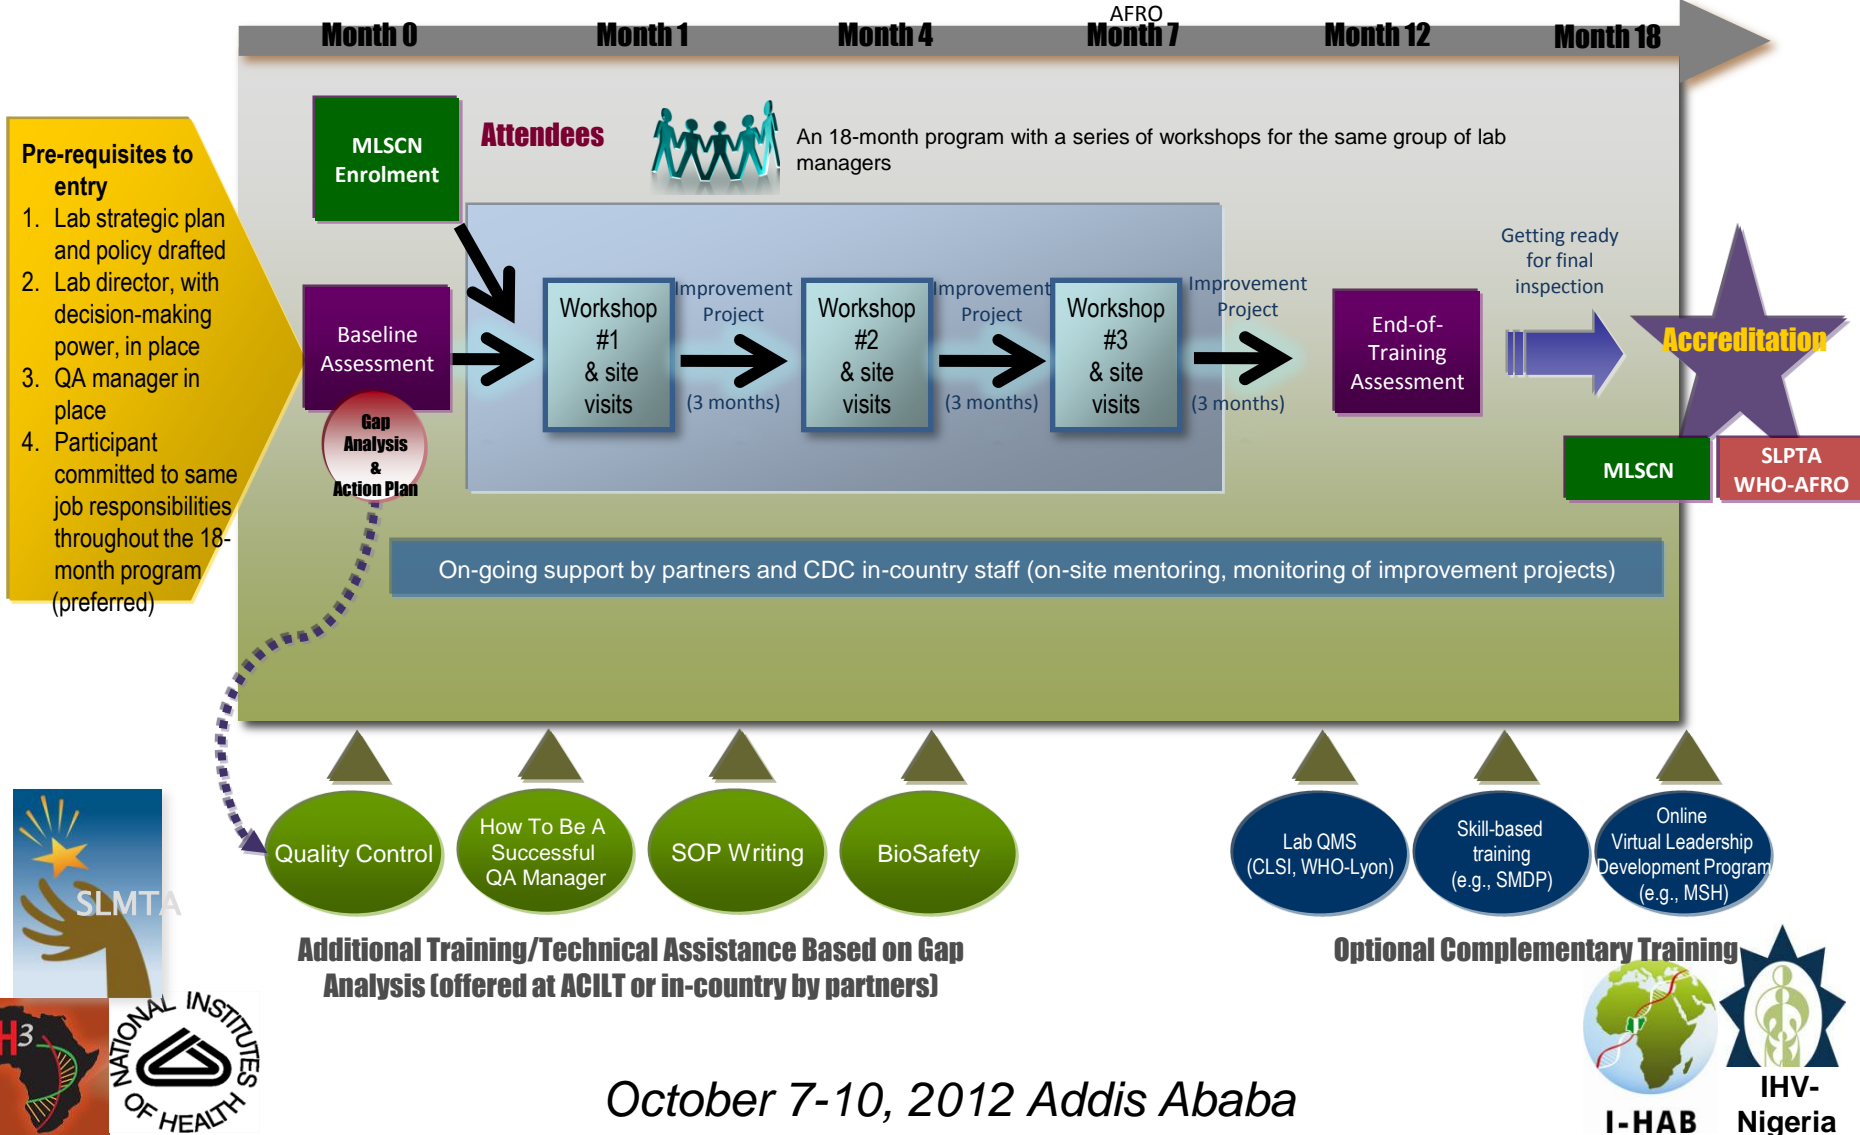 AFRO
Month 0
Month 1
Month 4
Month 7
Month 12
Month 18
Pre-requisites to
entry
1. Lab strategic plan
and policy drafted
2. Lab director, with
decision-making
power, in place
3. QA manager in
place
4. Participant
committed to same
job responsibilities
throughout the 18-
month program
(preferred)
MLSCN
Enrolment
Attendees
An 18-month program with a series of workshops for the same group of lab
managers
Baseline
Assessment
Gap
Analysis
&
Action Plan
Workshop
#1
& site
visits
Improvement
Project
(3 months)
Workshop
#2
& site
visits
Improvement
Project
(3 months)
Workshop
#3
& site
visits
Improvement
Project
(3 months)
End-of-
Training
Assessment
Getting ready
for final
inspection
Accreditation
MLSCN
SLPTA
WHO-AFRO
On-going support by partners and CDC in-country staff (on-site mentoring, monitoring of improvement projects)
Quality Control
How To Be A
Successful
QA Manager
SOP Writing
BioSafety
Lab QMS
(CLSI, WHO-Lyon)
Skill-based
training
(e.g., SMDP)
Online
Virtual Leadership
Development Program
(e.g., MSH)
Additional Training/Technical Assistance Based on Gap
Analysis (offered at ACILT or in-country by partners)
Optional Complementary Training
SLMTA
H3
NATIONAL INSTITUTES
OF HEALTH
October 7-10, 2012 Addis Ababa
I-HAB
IHV-
Nigeria